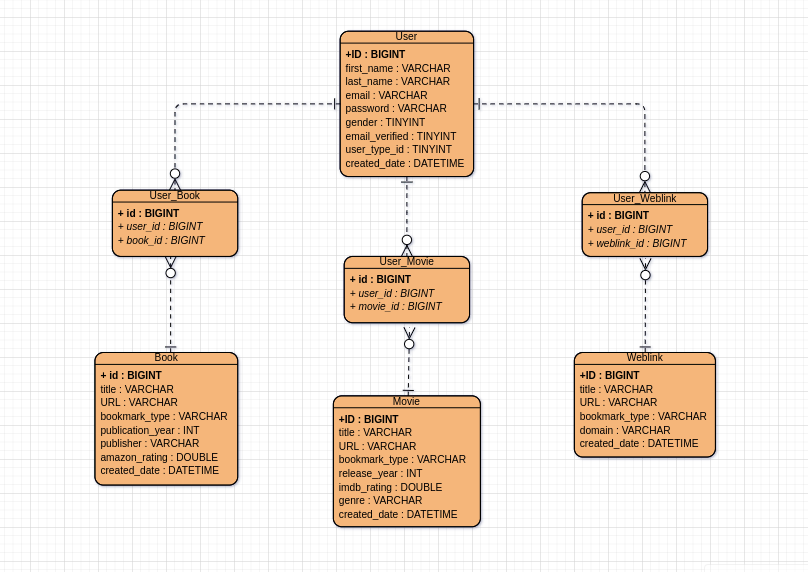 User
+ID : BIGINT
first_name : VARCHAR
last_name : VARCHAR
email : VARCHAR
password : VARCHAR
gender : TINYINT
email_verified : TINYINT
user_type_id : TINYINT
created_date : DATETIME
User_Book
+ id : BIGINT
+ user_id : BIGINT
+ book_id : BIGINT
User_Movie
+ id : BIGINT
+ user_id : BIGINT
+ movie_id : BIGINT
User_Weblink
+ id : BIGINT
+ user_id : BIGINT
+ weblink_id : BIGINT
Book
+ id : BIGINT
title : VARCHAR
URL : VARCHAR
bookmark_type : VARCHAR
publication_year : INT
publisher : VARCHAR
amazon_rating : DOUBLE
created_date : DATETIME
Movie
+ID : BIGINT
title : VARCHAR
URL : VARCHAR
bookmark_type : VARCHAR
release_year : INT
imdb_rating : DOUBLE
genre : VARCHAR
created_date : DATETIME
Weblink
+ID : BIGINT
title : VARCHAR
URL : VARCHAR
bookmark_type : VARCHAR
domain : VARCHAR
created_date : DATETIME